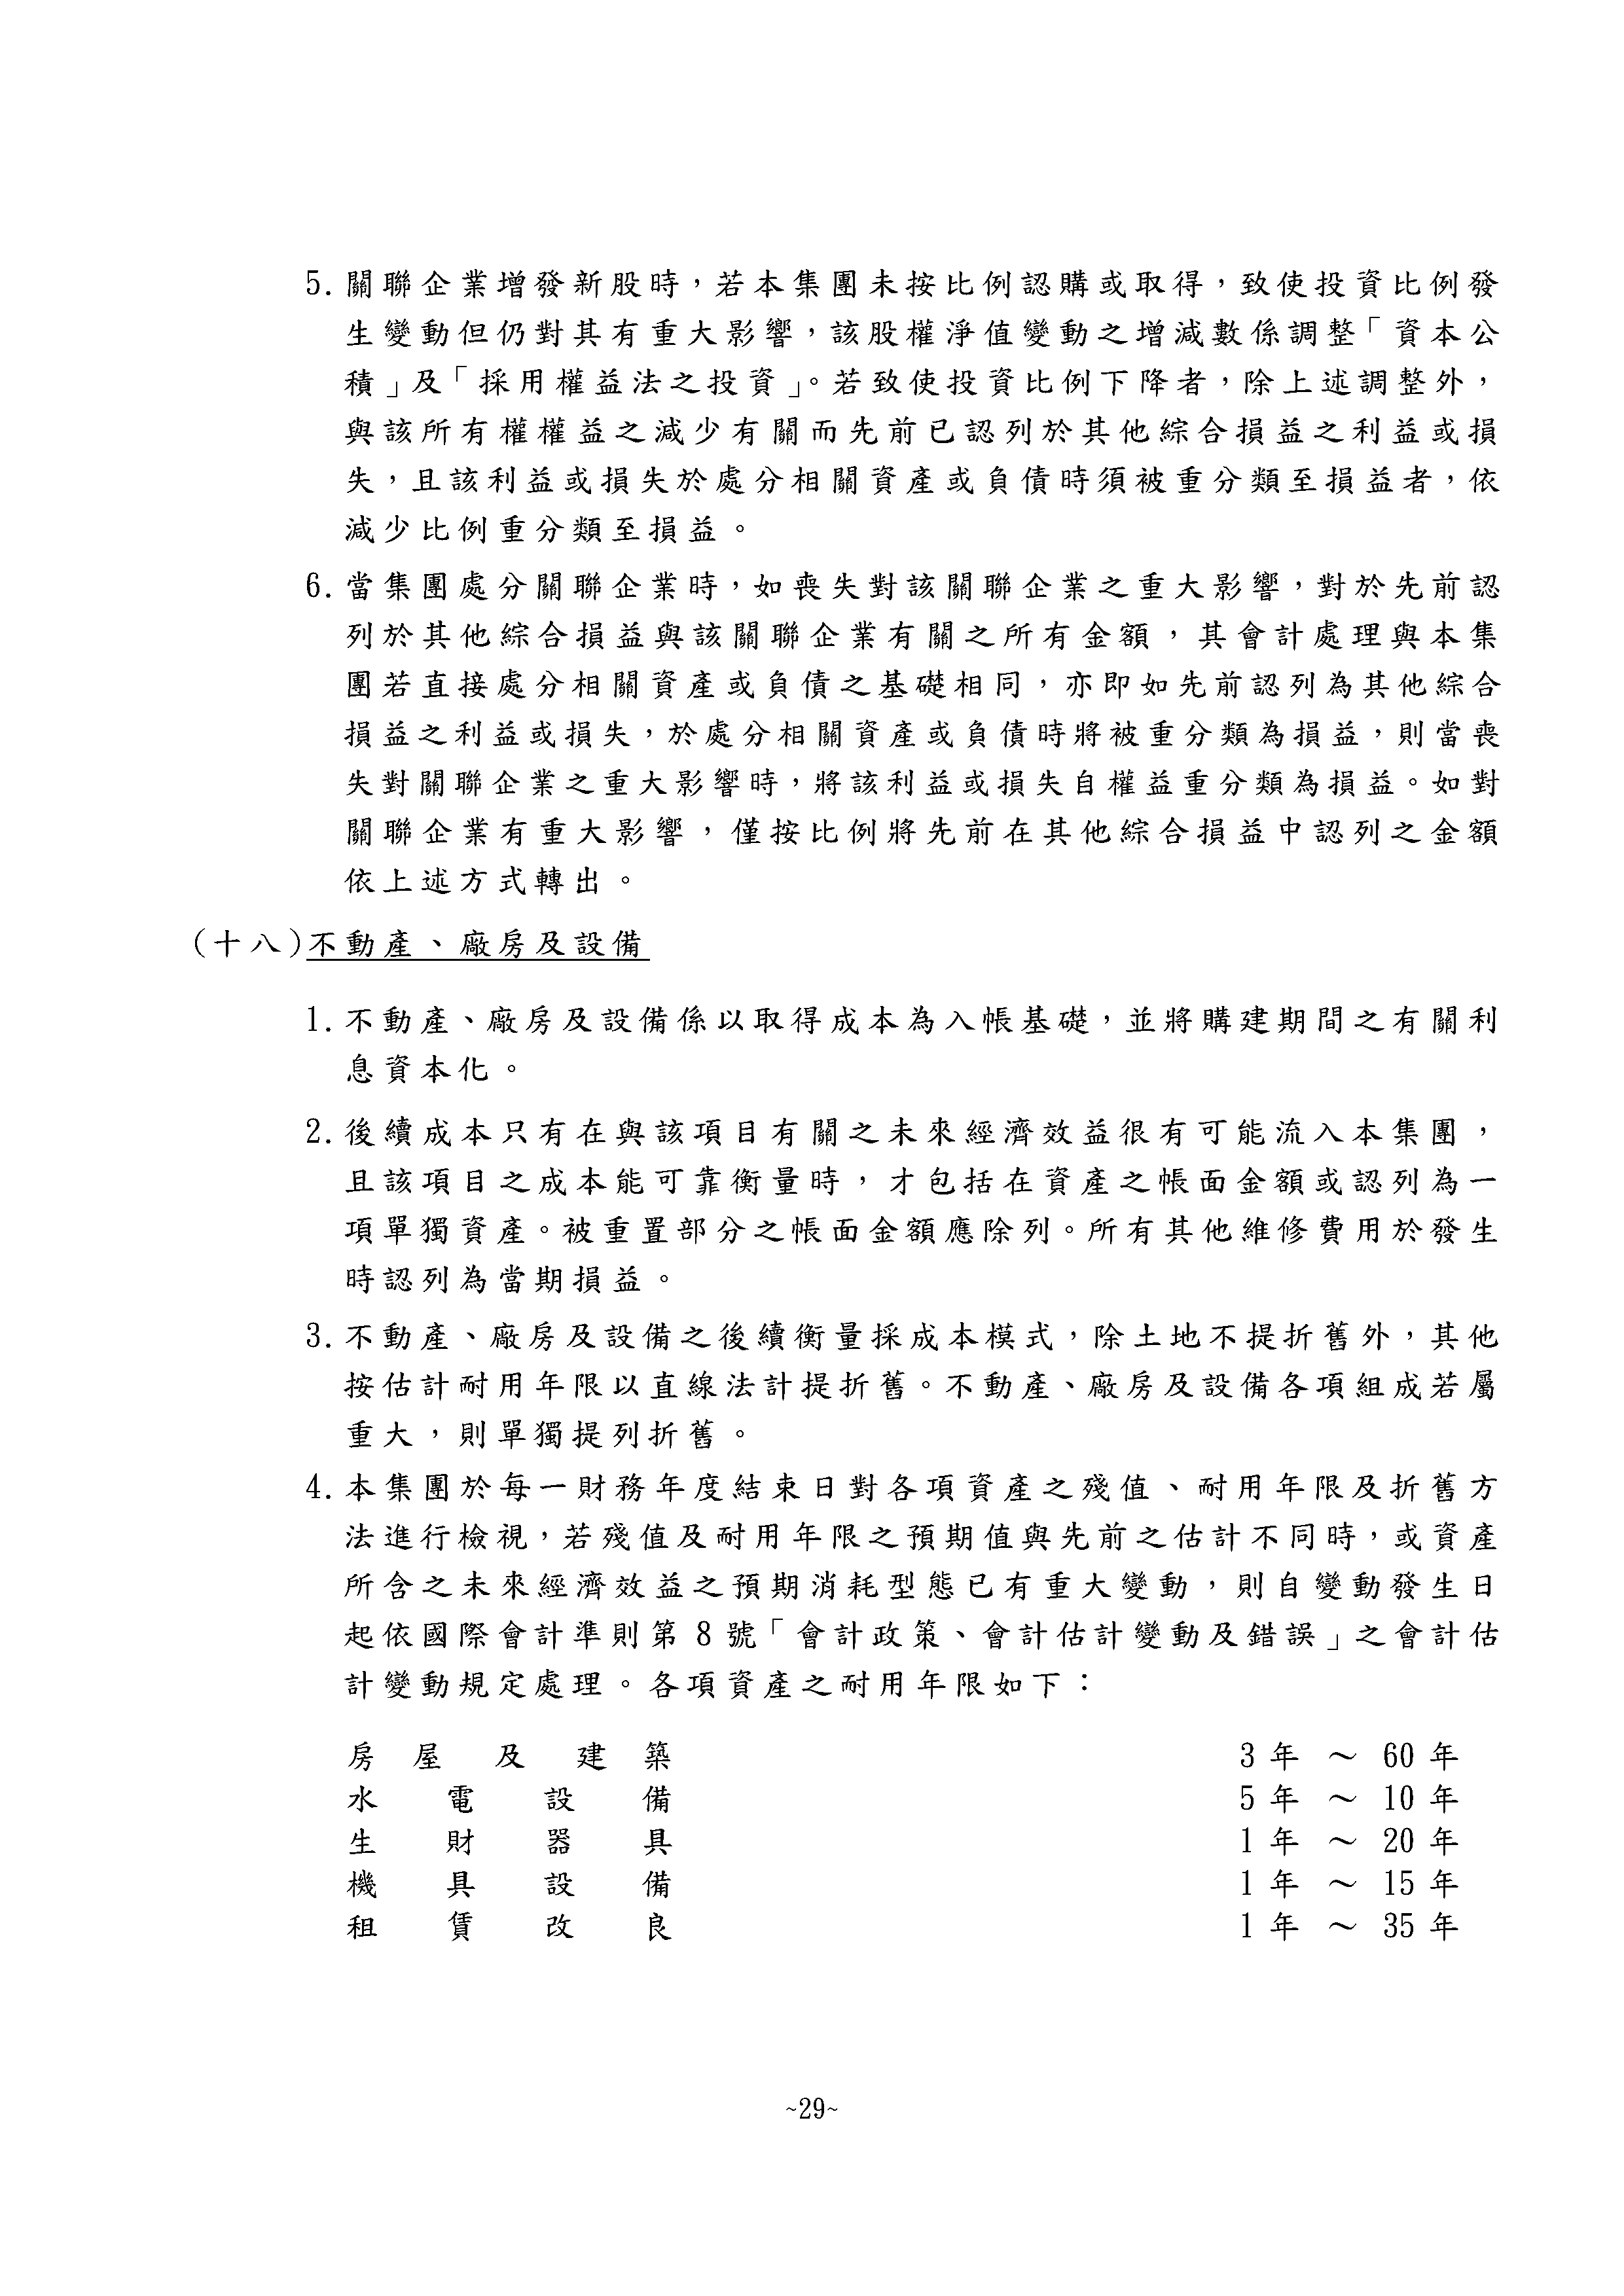 5.關聯企業增發新股時，若本集團未按比例認購或取得，致使投資比例發
生變動但仍對其有重大影響，該股權淨值變動之增減數係調整「資本公
積」及「採用權益法之投資」。若致使投資比例下降者，除上述調整外，
與該所有權權益之減少有關而先前已認列於其他綜合損益之利益或損
失，且該利益或損失於處分相關資產或負債時須被重分類至損益者，依
減少比例重分類至損益。
6.當集團處分關聯企業時，如喪失對該關聯企業之重大影響，對於先前認
列於其他綜合損益與該關聯企業有關之所有金額，其會計處理與本集
團若直接處分相關資產或負債之基礎相同，亦即如先前認列為其他綜合
損益之利益或損失，於處分相關資產或負債時將被重分類為損益，則當喪
失對關聯企業之重大影響時，將該利益或損失自權益重分類為損益。如對
關聯企業有重大影響，僅按比例將先前在其他綜合損益中認列之金額
依上述方式轉出。
(十八)不動產、廠房及設備
1.不動產、廠房及設備係以取得成本為入帳基礎，並將購建期間之有關利
息資本化。
2.後續成本只有在與該項目有關之未來經濟效益很有可能流入本集團，
且該項目之成本能可靠衡量時，才包括在資產之帳面金額或認列為一
項單獨資產。被重置部分之帳面金額應除列。所有其他維修費用於發生
時認列為當期損益。
3.不動產、廠房及設備之後續衡量採成本模式，除土地不提折舊外，其他
按估計耐用年限以直線法計提折舊。不動產、廠房及設備各項組成若屬
重大，則單獨提列折舊。
4.本集團於每一財務年度結束日對各項資產之殘值、耐用年限及折舊方
法進行檢視，若殘值及耐用年限之預期值與先前之估計不同時，或資產
所含之未來經濟效益之預期消耗型態已有重大變動，則自變動發生日
起依國際會計準則第 8 號「會計政策、會計估計變動及錯誤」之會計估
計變動規定處理。各項資產之耐用年限如下：
房屋及建築 3 年 ～ 60 年
水電設備 5 年 ～ 10 年
生財器具 1 年 ～ 20 年
機具設備 1 年 ～ 15 年
租賃改良 1 年 ～ 35 年
~29~